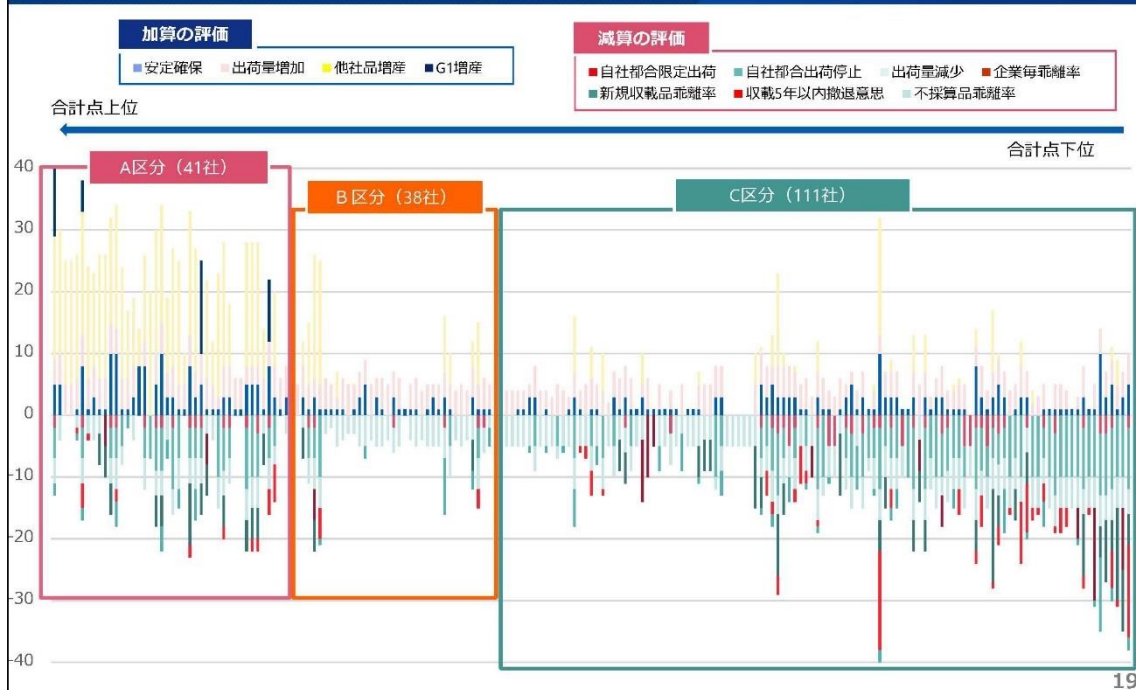 加算の評価
安定確保 出荷量増加 他社品増産 G1増産
減算の評価
自社都合限定出荷 自社都合出荷停止 出荷量減少 企業毎乖離率
新規収載品乖離率 収載5年以内撤退意思 不採算品乖離率
合計点上位
合計点下位
A区分（41社）
B区分（38社）
C区分（111社）
40
30
20
10
0
-10
-20
-30
-40
19